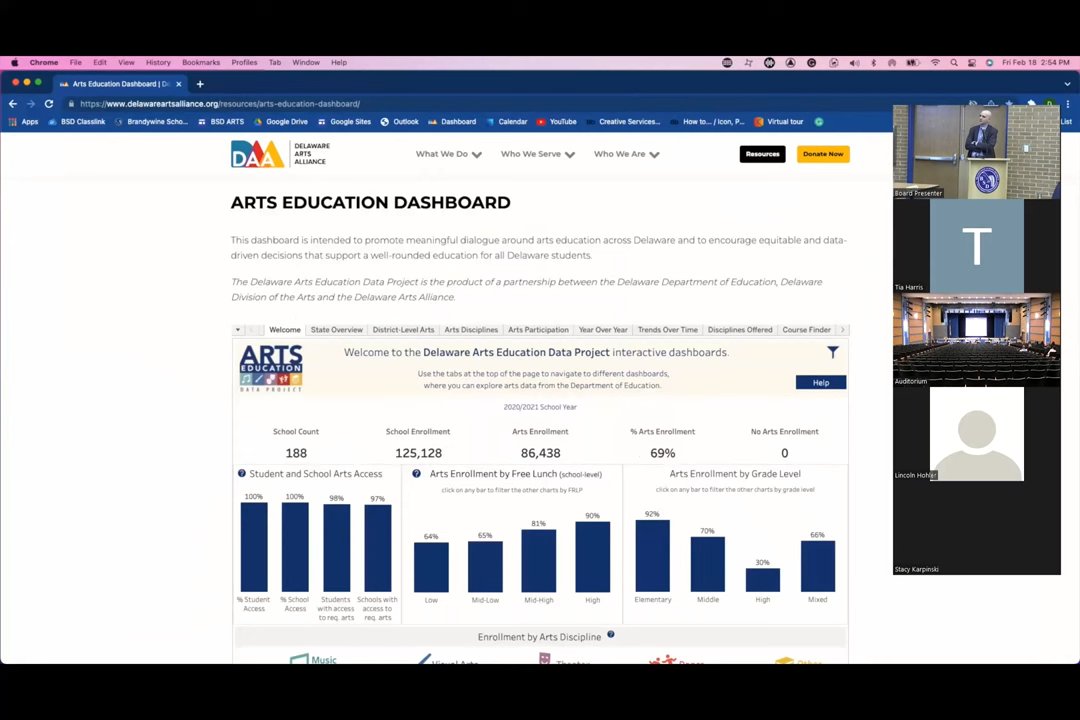 Chrome File Edit View History Bookmarks Profiles Tab Window Help Fri Feb 18 2:54 PM
Arts Education Dashboard | D
https://www.delawareartsalliance.org/resources/arts-education-dashboard/
Apps BSD Classlink Brandywine Scho... BSD ARTS Google Drive Google Sites Outlook Dashboard Calendar YouTube Creative Services... How to... / Icon, P... Virtual tour List
DAA DELAWARE ARTS ALLIANCE
What We Do Who We Serve Who We Are Resources Donate Now
Board Presenter
ARTS EDUCATION DASHBOARD
This dashboard is intended to promote meaningful dialogue around arts education across Delaware and to encourage equitable and data-
driven decisions that support a well-rounded education for all Delaware students.
T
Tia Harris
The Delaware Arts Education Data Project is the product of a partnership between the Delaware Department of Education, Delaware
Division of the Arts and the Delaware Arts Alliance.
Welcome State Overview District-Level Arts Arts Disciplines Arts Participation Year Over Year Trends Over Time Disciplines Offered Course Finder
ARTS
EDUCATION
DATA PROJECT
Welcome to the Delaware Arts Education Data Project interactive dashboards.
Use the tabs at the top of the page to navigate to different dashboards,
where you can explore arts data from the Department of Education.
Help
Auditorium
2020/2021 School Year
School Count School Enrollment Arts Enrollment % Arts Enrollment No Arts Enrollment
188 125,128 86,438 69% 0
Student and School Arts Access
100% 100% 98% 97%
% Student Access
% School Access
Students with access to req. arts
Schools with access to req. arts
Arts Enrollment by Free Lunch (school-level)
click on any bar to filter the other charts by FRLP
64% 65% 81% 90%
Low Mid-Low Mid-High High
Arts Enrollment by Grade Level
click on any bar to filter the other charts by grade level
92% 70% 30% 66%
Elementary Middle High Mixed
Lincoln Hohler
Stacy Karpinski
Enrollment by Arts Discipline
Music Visual Arts Theater Dance Other